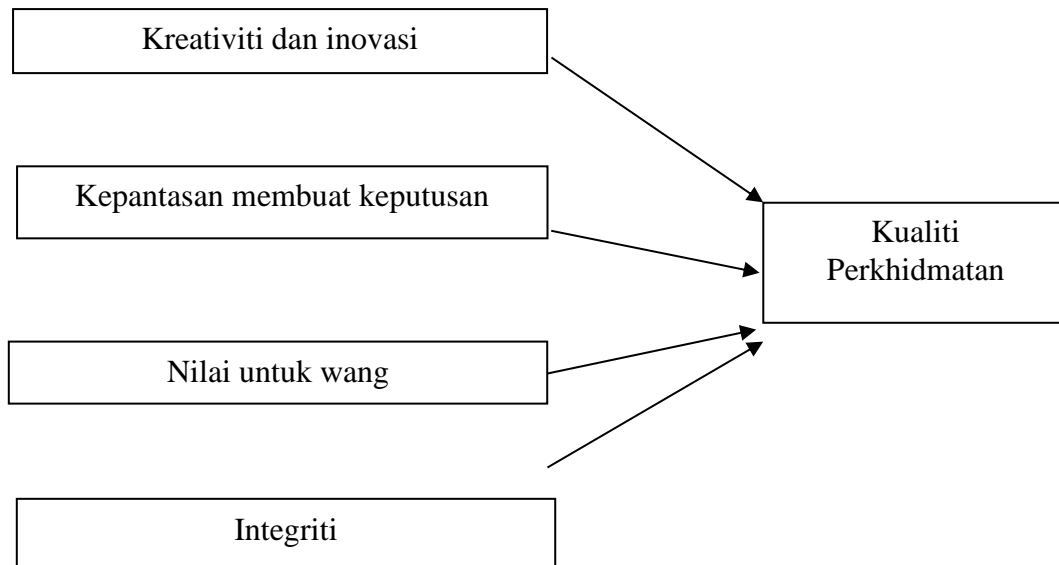 Kreativiti dan inovasi
Kepantasan membuat keputusan
Kualiti
Perkhidmatan
Nilai untuk wang
Integriti